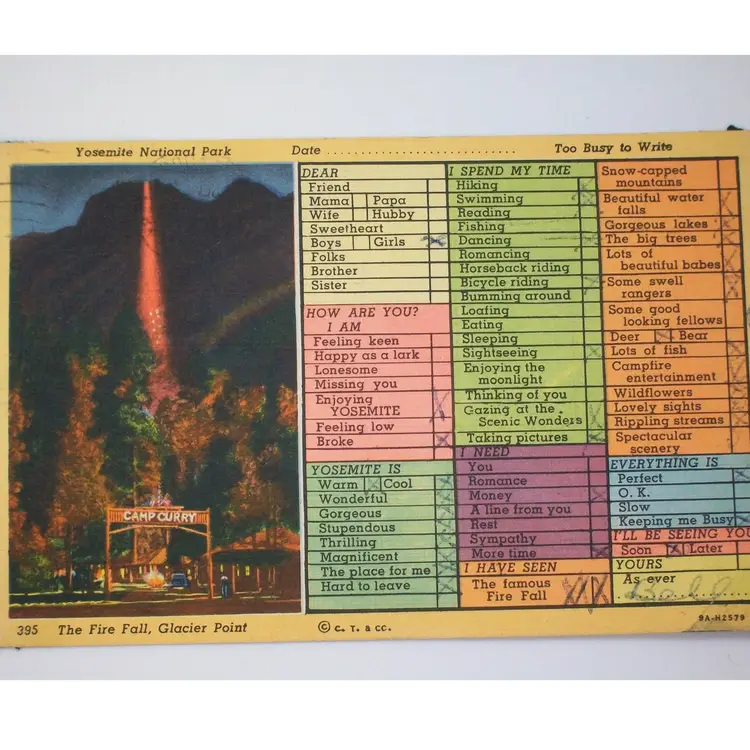 Yosemite National Park
Date
Too Busy to Write
CAMP CURRY
395 The Fire Fall, Glacier Point
© C. T. & CO.
DEAR
Friend
Mama Papa
Wife Hubby
Sweetheart
Boys Girls
Folks
Brother
Sister
HOW ARE YOU?
I AM
Feeling keen
Happy as a lark
Lonesome
Missing you
Enjoying
YOSEMITE
Feeling low
Broke
YOSEMITE IS
Warm Cool
Wonderful
Gorgeous
Stupendous
Thrilling
Magnificent
The place for me
Hard to leave
I SPEND MY TIME
Hiking
Swimming
Reading
Fishing
Dancing
Romancing
Horseback riding
Bicycle riding
Bumming around
Loafing
Eating
Sleeping
Sightseeing
Enjoying the
moonlight
Thinking of you
Gazing at the
Scenic Wonders
Taking pictures
I NEED
You
Romance
Money
A line from you
Rest
Sympathy
More time
I HAVE SEEN
The famous
Fire Fall
Snow-capped
mountains
Beautiful water
falls
Gorgeous lakes
The big trees
Lots of
beautiful babes
Some swell
rangers
Some good
looking fellows
Deer Bear
Lots of fish
Campfire
entertainment
Wildflowers
Lovely sights
Rippling streams
Spectacular
scenery
EVERYTHING IS
Perfect
O. K.
Slow
Keeping me Busy
I'LL BE SEEING YOU
Soon Later
YOURS
As ever
9A-H2579